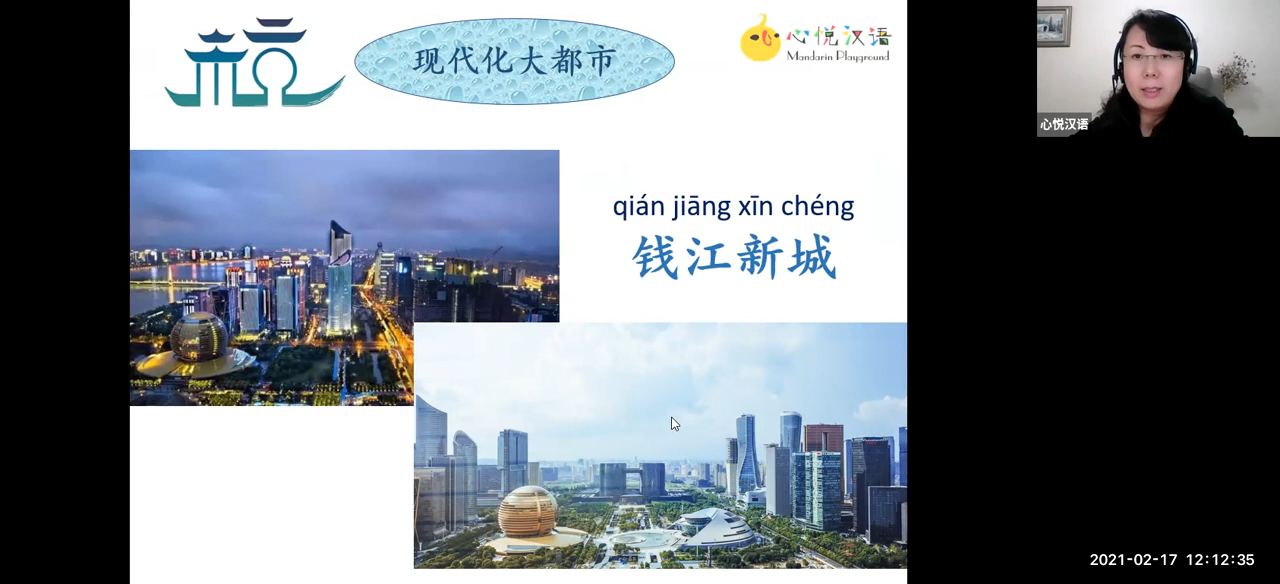 现代化大都市
心悦汉语
Mandarin Playground
心悦汉语
qián jiāng xīn chéng
钱江新城
2021-02-17 12:12:35